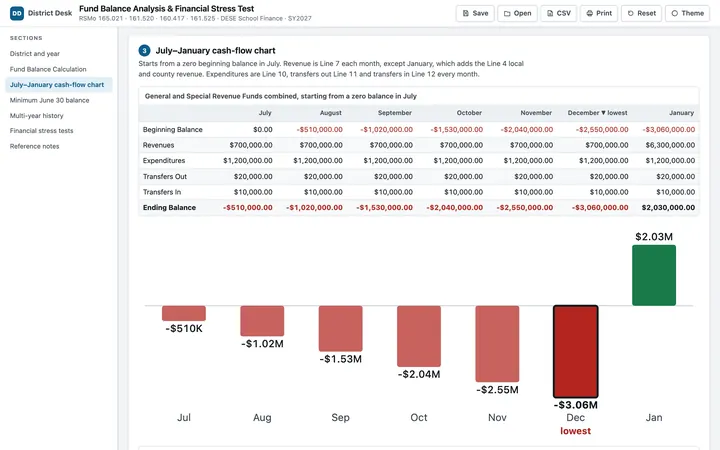 DD District Desk
Fund Balance Analysis & Financial Stress Test
RSMo 165.021 · 161.520 · 160.417 · 161.525 · DESE School Finance · SY2027
Save Open CSV Print Reset Theme
SECTIONS
District and year
Fund Balance Calculation
July–January cash-flow chart
Minimum June 30 balance
Multi-year history
Financial stress tests
Reference notes
3 July–January cash-flow chart
Starts from a zero beginning balance in July. Revenue is Line 7 each month, except January, which adds the Line 4 local
and county revenue. Expenditures are Line 10, transfers out Line 11 and transfers in Line 12 every month.
General and Special Revenue Funds combined, starting from a zero balance in July
July August September October November December ▼ lowest January
Beginning Balance $0.00 -$510,000.00 -$1,020,000.00 -$1,530,000.00 -$2,040,000.00 -$2,550,000.00 -$3,060,000.00
Revenues $700,000.00 $700,000.00 $700,000.00 $700,000.00 $700,000.00 $700,000.00 $6,300,000.00
Expenditures $1,200,000.00 $1,200,000.00 $1,200,000.00 $1,200,000.00 $1,200,000.00 $1,200,000.00 $1,200,000.00
Transfers Out $20,000.00 $20,000.00 $20,000.00 $20,000.00 $20,000.00 $20,000.00 $20,000.00
Transfers In $10,000.00 $10,000.00 $10,000.00 $10,000.00 $10,000.00 $10,000.00 $10,000.00
Ending Balance -$510,000.00 -$1,020,000.00 -$1,530,000.00 -$2,040,000.00 -$2,550,000.00 -$3,060,000.00 $2,030,000.00
$2.03M
-$510K
-$1.02M
-$1.53M
-$2.04M
-$2.55M
-$3.06M
Jul Aug Sep Oct Nov Dec Jan
lowest